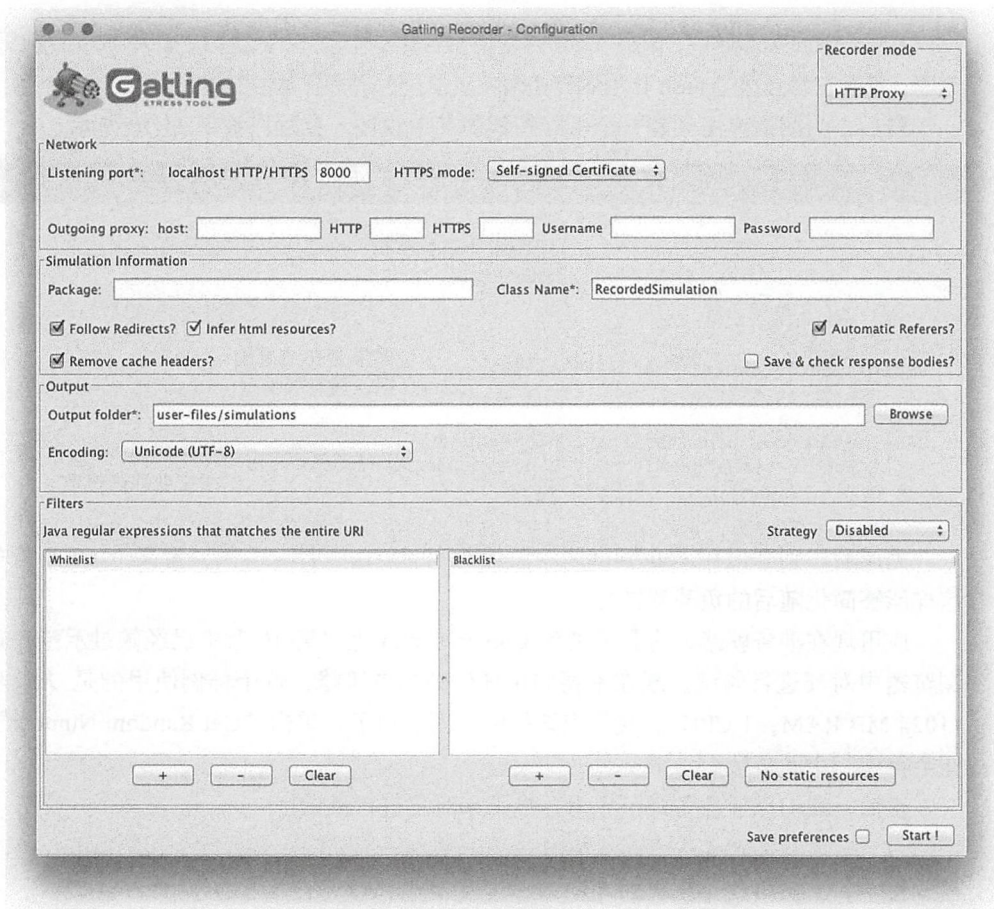 Gatling Recorder - Configuration
Gatling
STRESS TOOL
Recorder mode
HTTP Proxy
Network
Listening port*: localhost HTTP/HTTPS 8000 HTTPS mode: Self-signed Certificate
Outgoing proxy: host: HTTP HTTPS Username Password
Simulation Information
Package: Class Name*: RecordedSimulation
Follow Redirects? Infer html resources? Automatic Referers?
Remove cache headers? Save & check response bodies?
Output
Output folder*: user-files/simulations Browse
Encoding: Unicode (UTF-8)
Filters
Java regular expressions that matches the entire URI Strategy Disabled
Whitelist Blacklist
+ - Clear + - Clear No static resources
Save preferences Start !